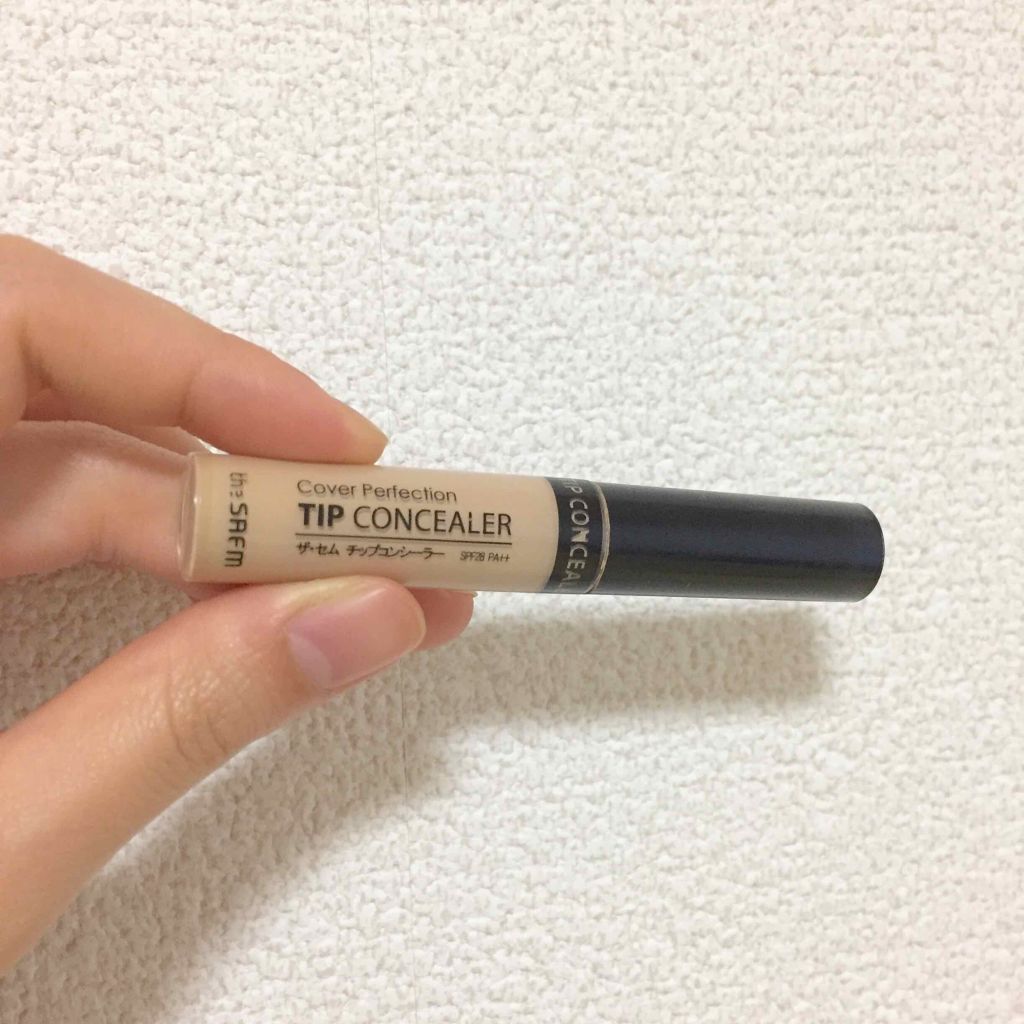 the SAEM
Cover Perfection
TIP CONCEALER
ザ・セム チップコンシーラー
SPF28 PA++
TIP CONCEAL